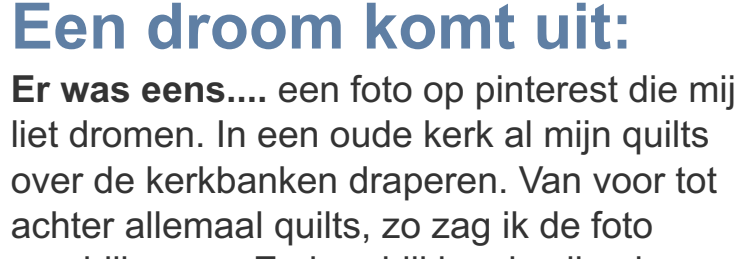 Een droom komt uit:
Er was eens.... een foto op pinterest die mij
liet dromen. In een oude kerk al mijn quilts
over de kerkbanken draperen. Van voor tot
achter allemaal quilts, zo zag ik de foto